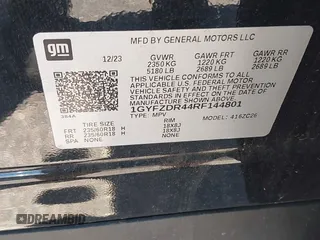 gm
MFD BY GENERAL MOTORS LLC
12/23 GVWR GAWR FRT GAWR RR
2350 KG 1220 KG 1220 KG
5180 LB 2689 LB 2689 LB
THIS VEHICLE CONFORMS TO ALL
APPLICABLE U.S. FEDERAL MOTOR
VEHICLE SAFETY, BUMPER, AND THEFT
PREVENTION STANDARDS IN EFFECT ON
THE DATE OF MANUFACTURE SHOWN ABOVE.
1GYFZDR44RF144801
TYPE: MPV MODEL: 416ZC26
TIRE SIZE RIM
FRT 235/60R18 H 18X8J
RR 235/60R18 H 18X8J
SPA NONE NONE
DREAMBID